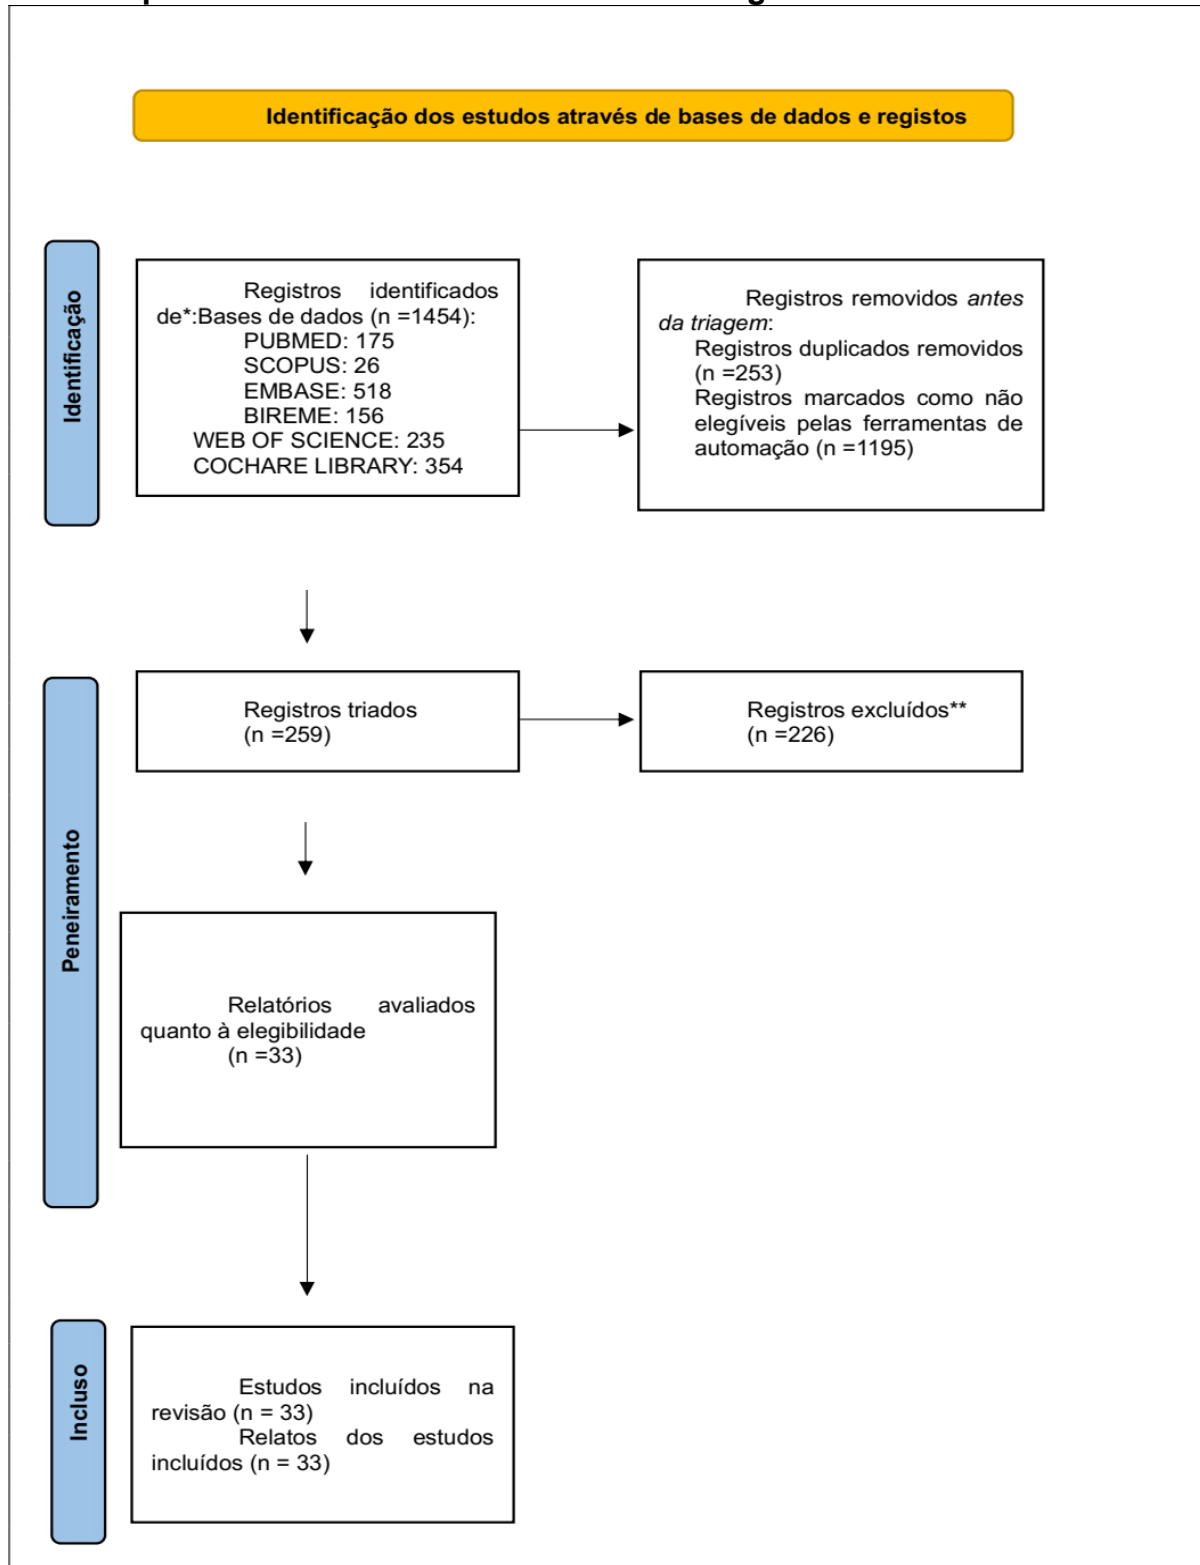 Identificação dos estudos através de bases de dados e registos
Identificação
Registros identificados
de*:Bases de dados (n =1454):
PUBMED: 175
SCOPUS: 26
EMBASE: 518
BIREME: 156
WEB OF SCIENCE: 235
COCHARE LIBRARY: 354
Registros removidos antes
da triagem:
Registros duplicados removidos
(n =253)
Registros marcados como não
elegíveis pelas ferramentas de
automação (n =1195)
Peneiramento
Registros triados
(n =259)
Registros excluídos**
(n =226)
Relatórios avaliados
quanto à elegibilidade
(n =33)
Incluso
Estudos incluídos na
revisão (n = 33)
Relatos dos estudos
incluídos (n = 33)